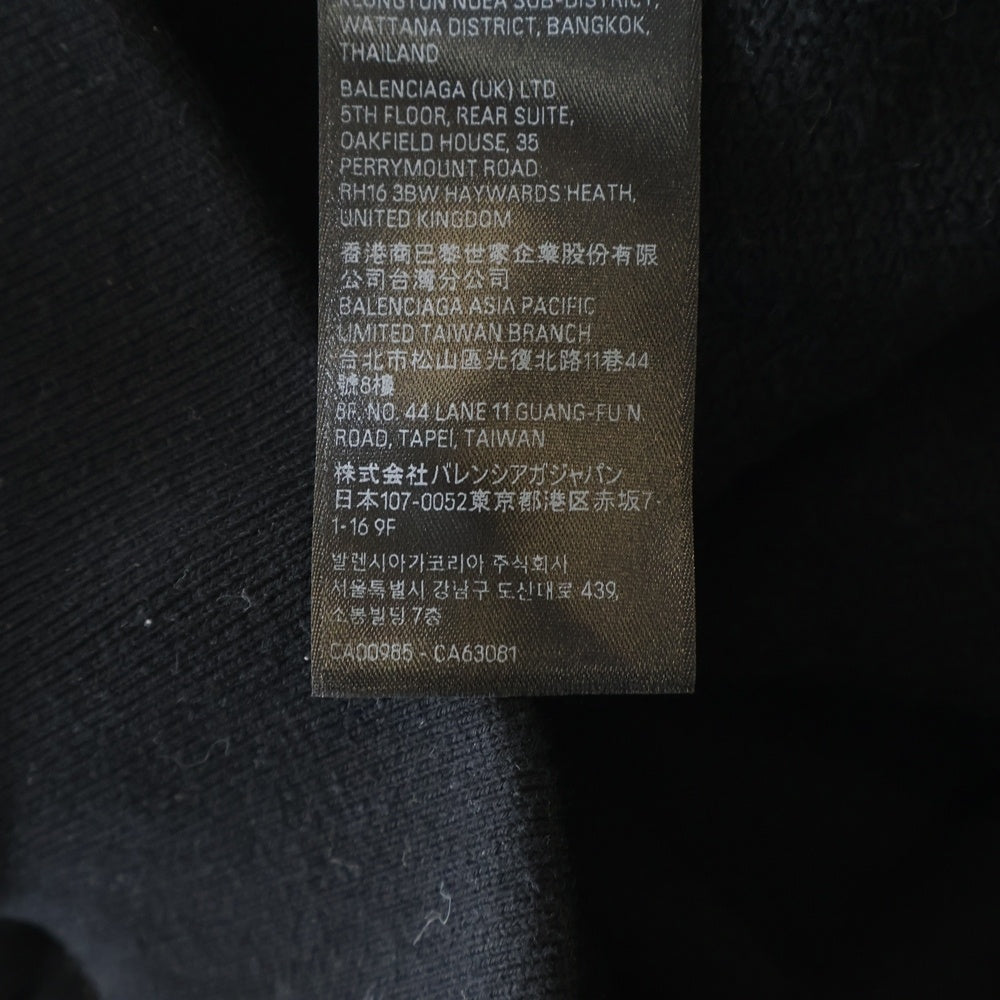 KLONGTON NUEA SUB-DISTRICT,
WATTANA DISTRICT, BANGKOK,
THAILAND
BALENCIAGA (UK) LTD
5TH FLOOR, REAR SUITE,
OAKFIELD HOUSE, 35
PERRYMOUNT ROAD
RH16 3BW HAYWARDS HEATH,
UNITED KINGDOM
香港商巴黎世家企業股份有限
公司台灣分公司
BALENCIAGA ASIA PACIFIC
LIMITED TAIWAN BRANCH
台北市松山區光復北路11巷44
號8樓
8F, NO. 44 LANE 11 GUANG-FU N.
ROAD, TAPEI, TAIWAN
株式会社バレンシアガジャパン
日本107-0052東京都港区赤坂7-
1-16 9F
발렌시아가코리아 주식회사
서울특별시 강남구 도산대로 439,
소봉빌딩 7층
CA00985 - CA63081